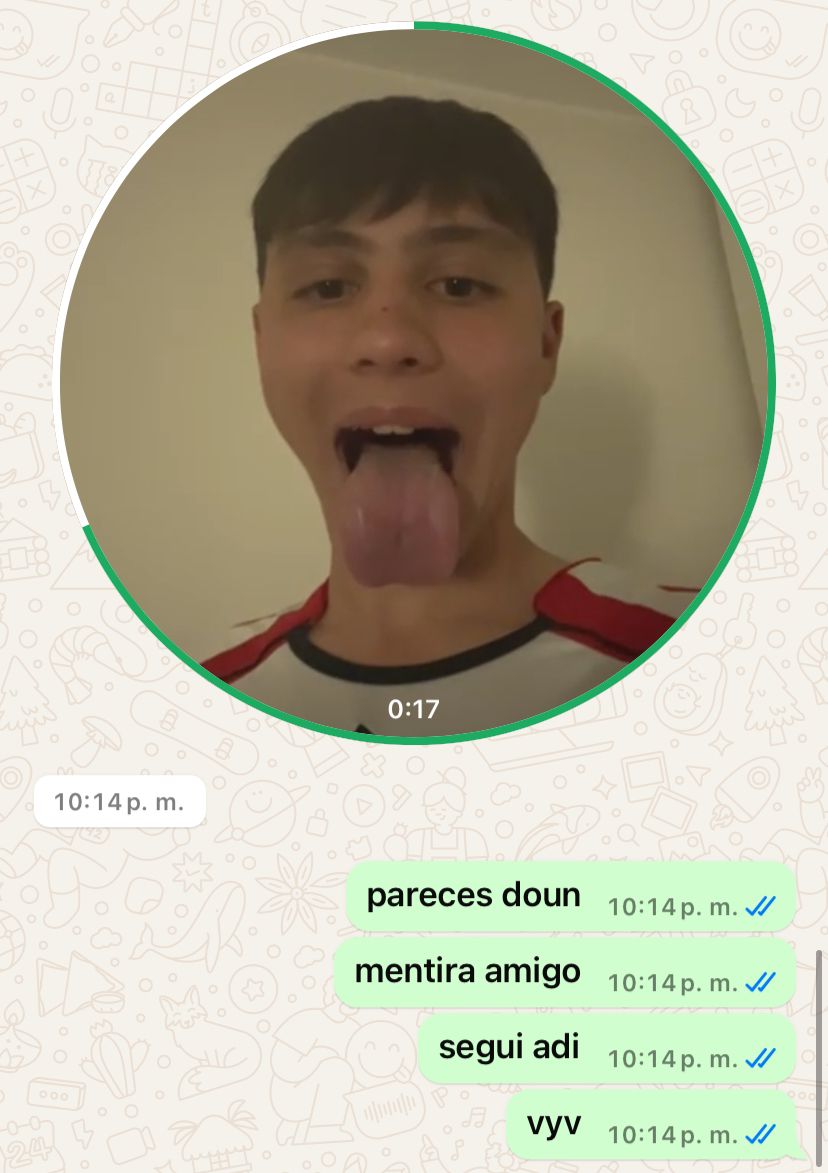 0:17
10:14 p. m.
pareces doun 10:14 p. m.
mentira amigo 10:14 p. m.
segui adi 10:14 p. m.
vyv 10:14 p. m.